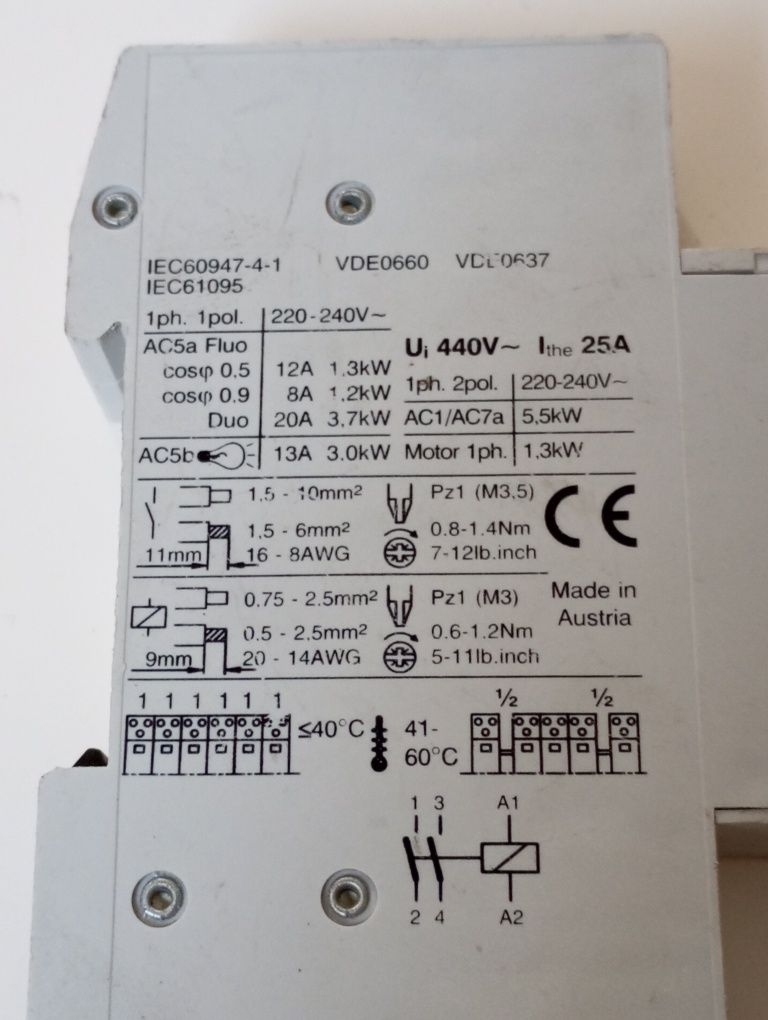 IEC60947-4-1 VDE0660 VDE0637
IEC61095
1ph. 1pol. 220-240V~
AC5a Fluo
cosφ 0.5 12A 1.3kW
cosφ 0.9 8A 1.2kW
Duo 20A 3.7kW
AC5b 13A 3.0kW
Ui 440V~ Ithe 25A
1ph. 2pol. 220-240V~
AC1/AC7a 5.5kW
Motor 1ph. 1,3kW
1,5 - 10mm² Pz1 (M3,5)
1,5 - 6mm² 0.8-1.4Nm
11mm 16 - 8AWG 7-12lb.inch
CE
0.75 - 2.5mm² Pz1 (M3)
0.5 - 2,5mm² 0.6-1.2Nm
9mm 20 - 14AWG 5-11lb.inch
Made in
Austria
1 1 1 1 1 1 ½ ½
≤40°C 41-
60°C
1 3 A1
2 4 A2